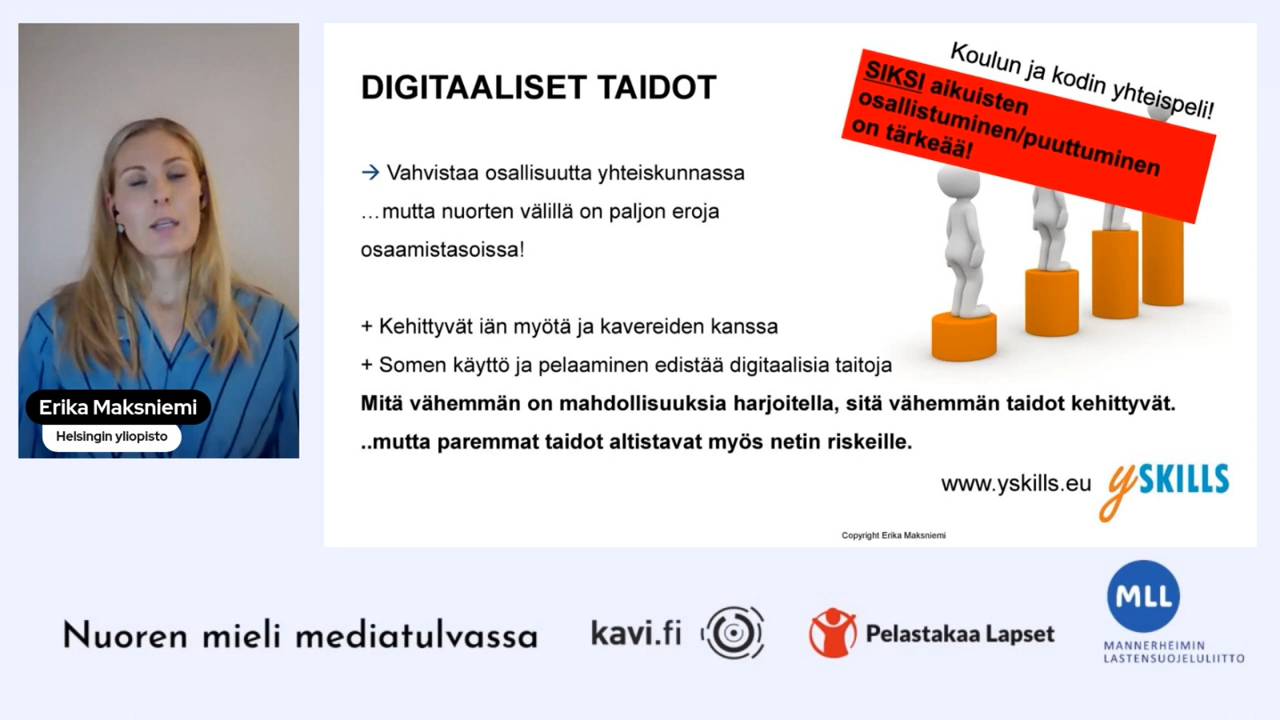 Erika Maksniemi
Helsingin yliopisto
DIGITAALISET TAIDOT
Koulun ja kodin yhteispeli!
SIKSI aikuisten
osallistuminen/puuttuminen
on tärkeää!
→ Vahvistaa osallisuutta yhteiskunnassa
…mutta nuorten välillä on paljon eroja
osaamistasoissa!
+ Kehittyvät iän myötä ja kavereiden kanssa
+ Somen käyttö ja pelaaminen edistää digitaalisia taitoja
Mitä vähemmän on mahdollisuuksia harjoitella, sitä vähemmän taidot kehittyvät.
..mutta paremmat taidot altistavat myös netin riskeille.
www.yskills.eu
ySKILLS
Copyright Erika Maksniemi
Nuoren mieli mediatulvassa
kavi.fi
Pelastakaa Lapset
MLL
MANNERHEIMIN
LASTENSUOJELULIITTO